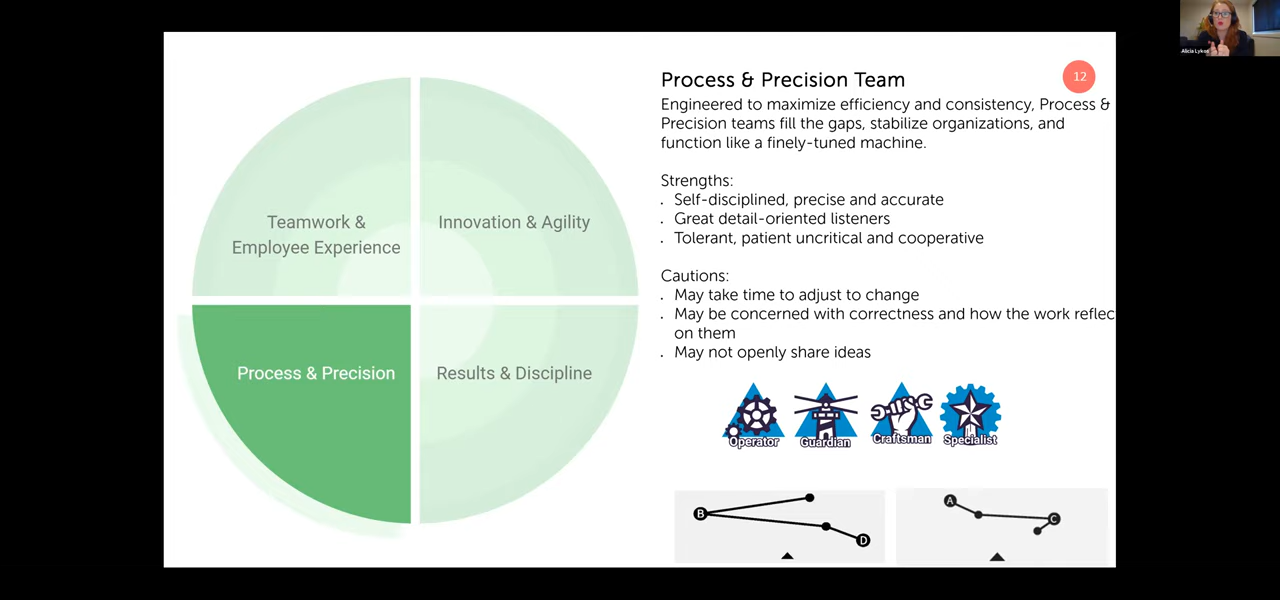 Alicia Lykos
12
Process & Precision Team
Engineered to maximize efficiency and consistency, Process &
Precision teams fill the gaps, stabilize organizations, and
function like a finely-tuned machine.
Strengths:
. Self-disciplined, precise and accurate
. Great detail-oriented listeners
. Tolerant, patient uncritical and cooperative
Cautions:
. May take time to adjust to change
. May be concerned with correctness and how the work reflec
on them
. May not openly share ideas
Teamwork &
Employee Experience
Innovation & Agility
Process & Precision
Results & Discipline
Operator
Guardian
Craftsman
Specialist
B
D
A
C